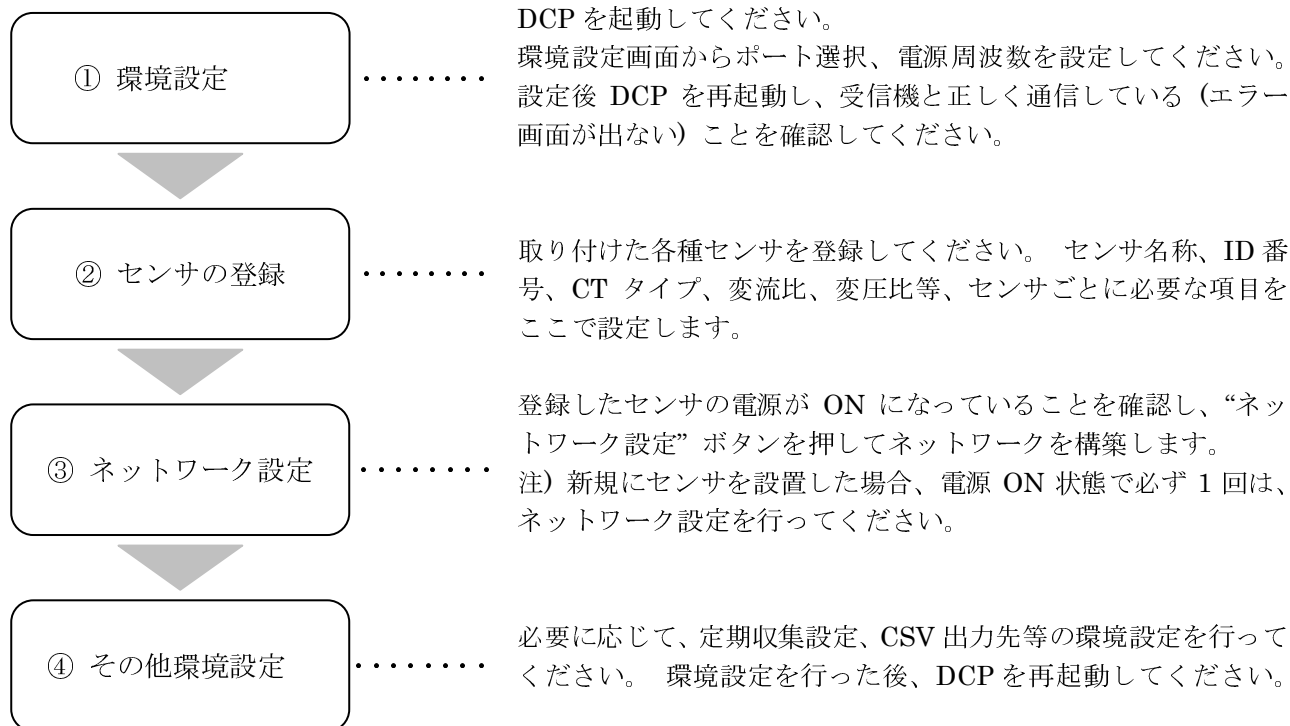 ① 環境設定 ········
DCP を起動してください。
環境設定画面からポート選択、電源周波数を設定してください。
設定後 DCP を再起動し、受信機と正しく通信している (エラー
画面が出ない) ことを確認してください。
② センサの登録 ········
取り付けた各種センサを登録してください。 センサ名称、ID 番
号、CT タイプ、変流比、変圧比等、センサごとに必要な項目を
ここで設定します。
③ ネットワーク設定 ········
登録したセンサの電源が ON になっていることを確認し、“ネッ
トワーク設定” ボタンを押してネットワークを構築します。
注) 新規にセンサを設置した場合、電源 ON 状態で必ず 1 回は、
ネットワーク設定を行ってください。
④ その他環境設定 ········
必要に応じて、定期収集設定、CSV 出力先等の環境設定を行って
ください。 環境設定を行った後、DCP を再起動してください。